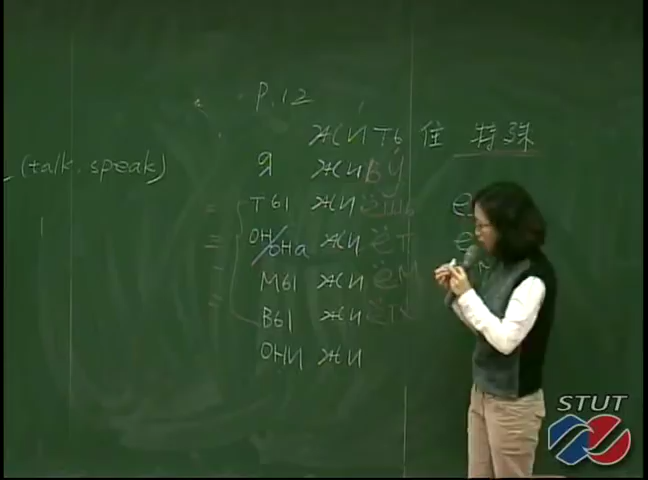 P.12
жить 住 特殊
(talk. speak)
я живу
ты живёшь
он/она живёт
мы живём
вы живёт
они жи
STUT